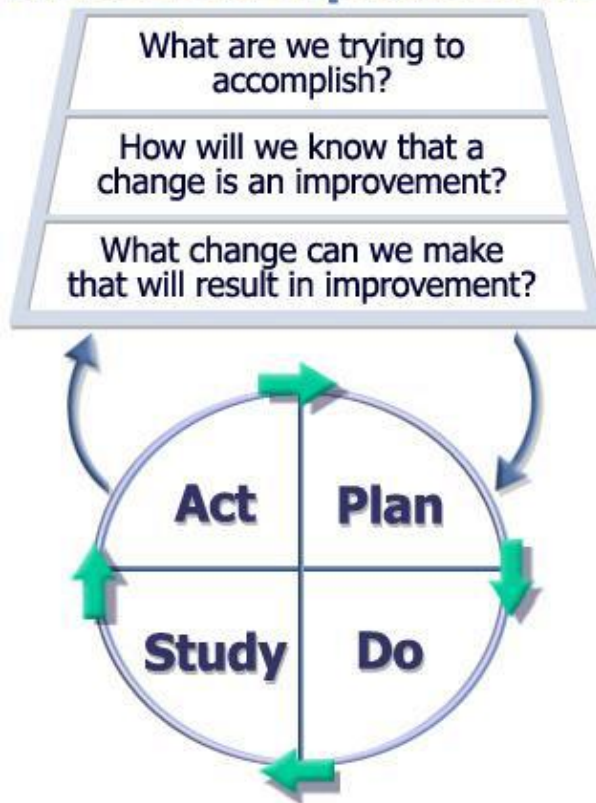 What are we trying to
accomplish?
How will we know that a
change is an improvement?
What change can we make
that will result in improvement?
Act
Plan
Study
Do